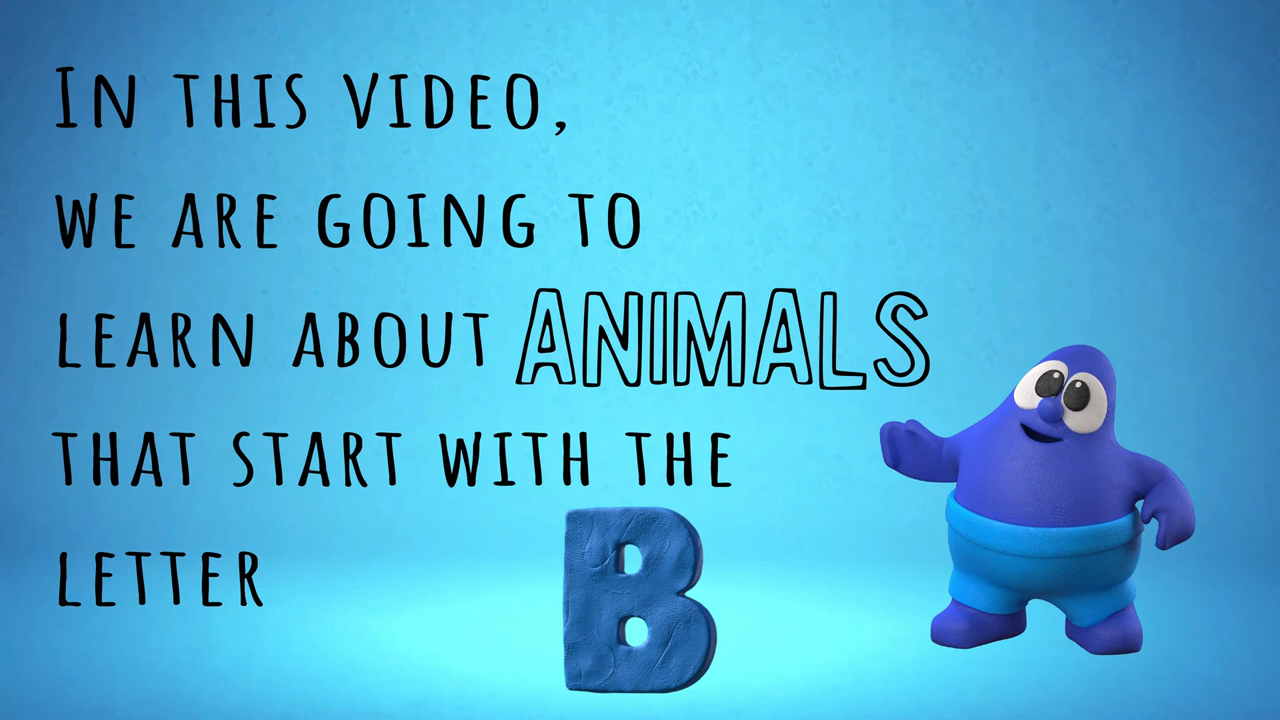 In this video,
we are going to
learn about ANIMALS
that start with the
letter
B